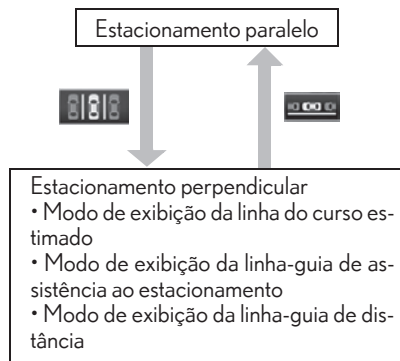 Estacionamento paralelo
Estacionamento perpendicular
• Modo de exibição da linha do curso es-
timado
• Modo de exibição da linha-guia de as-
sistência ao estacionamento
• Modo de exibição da linha-guia de dis-
tância